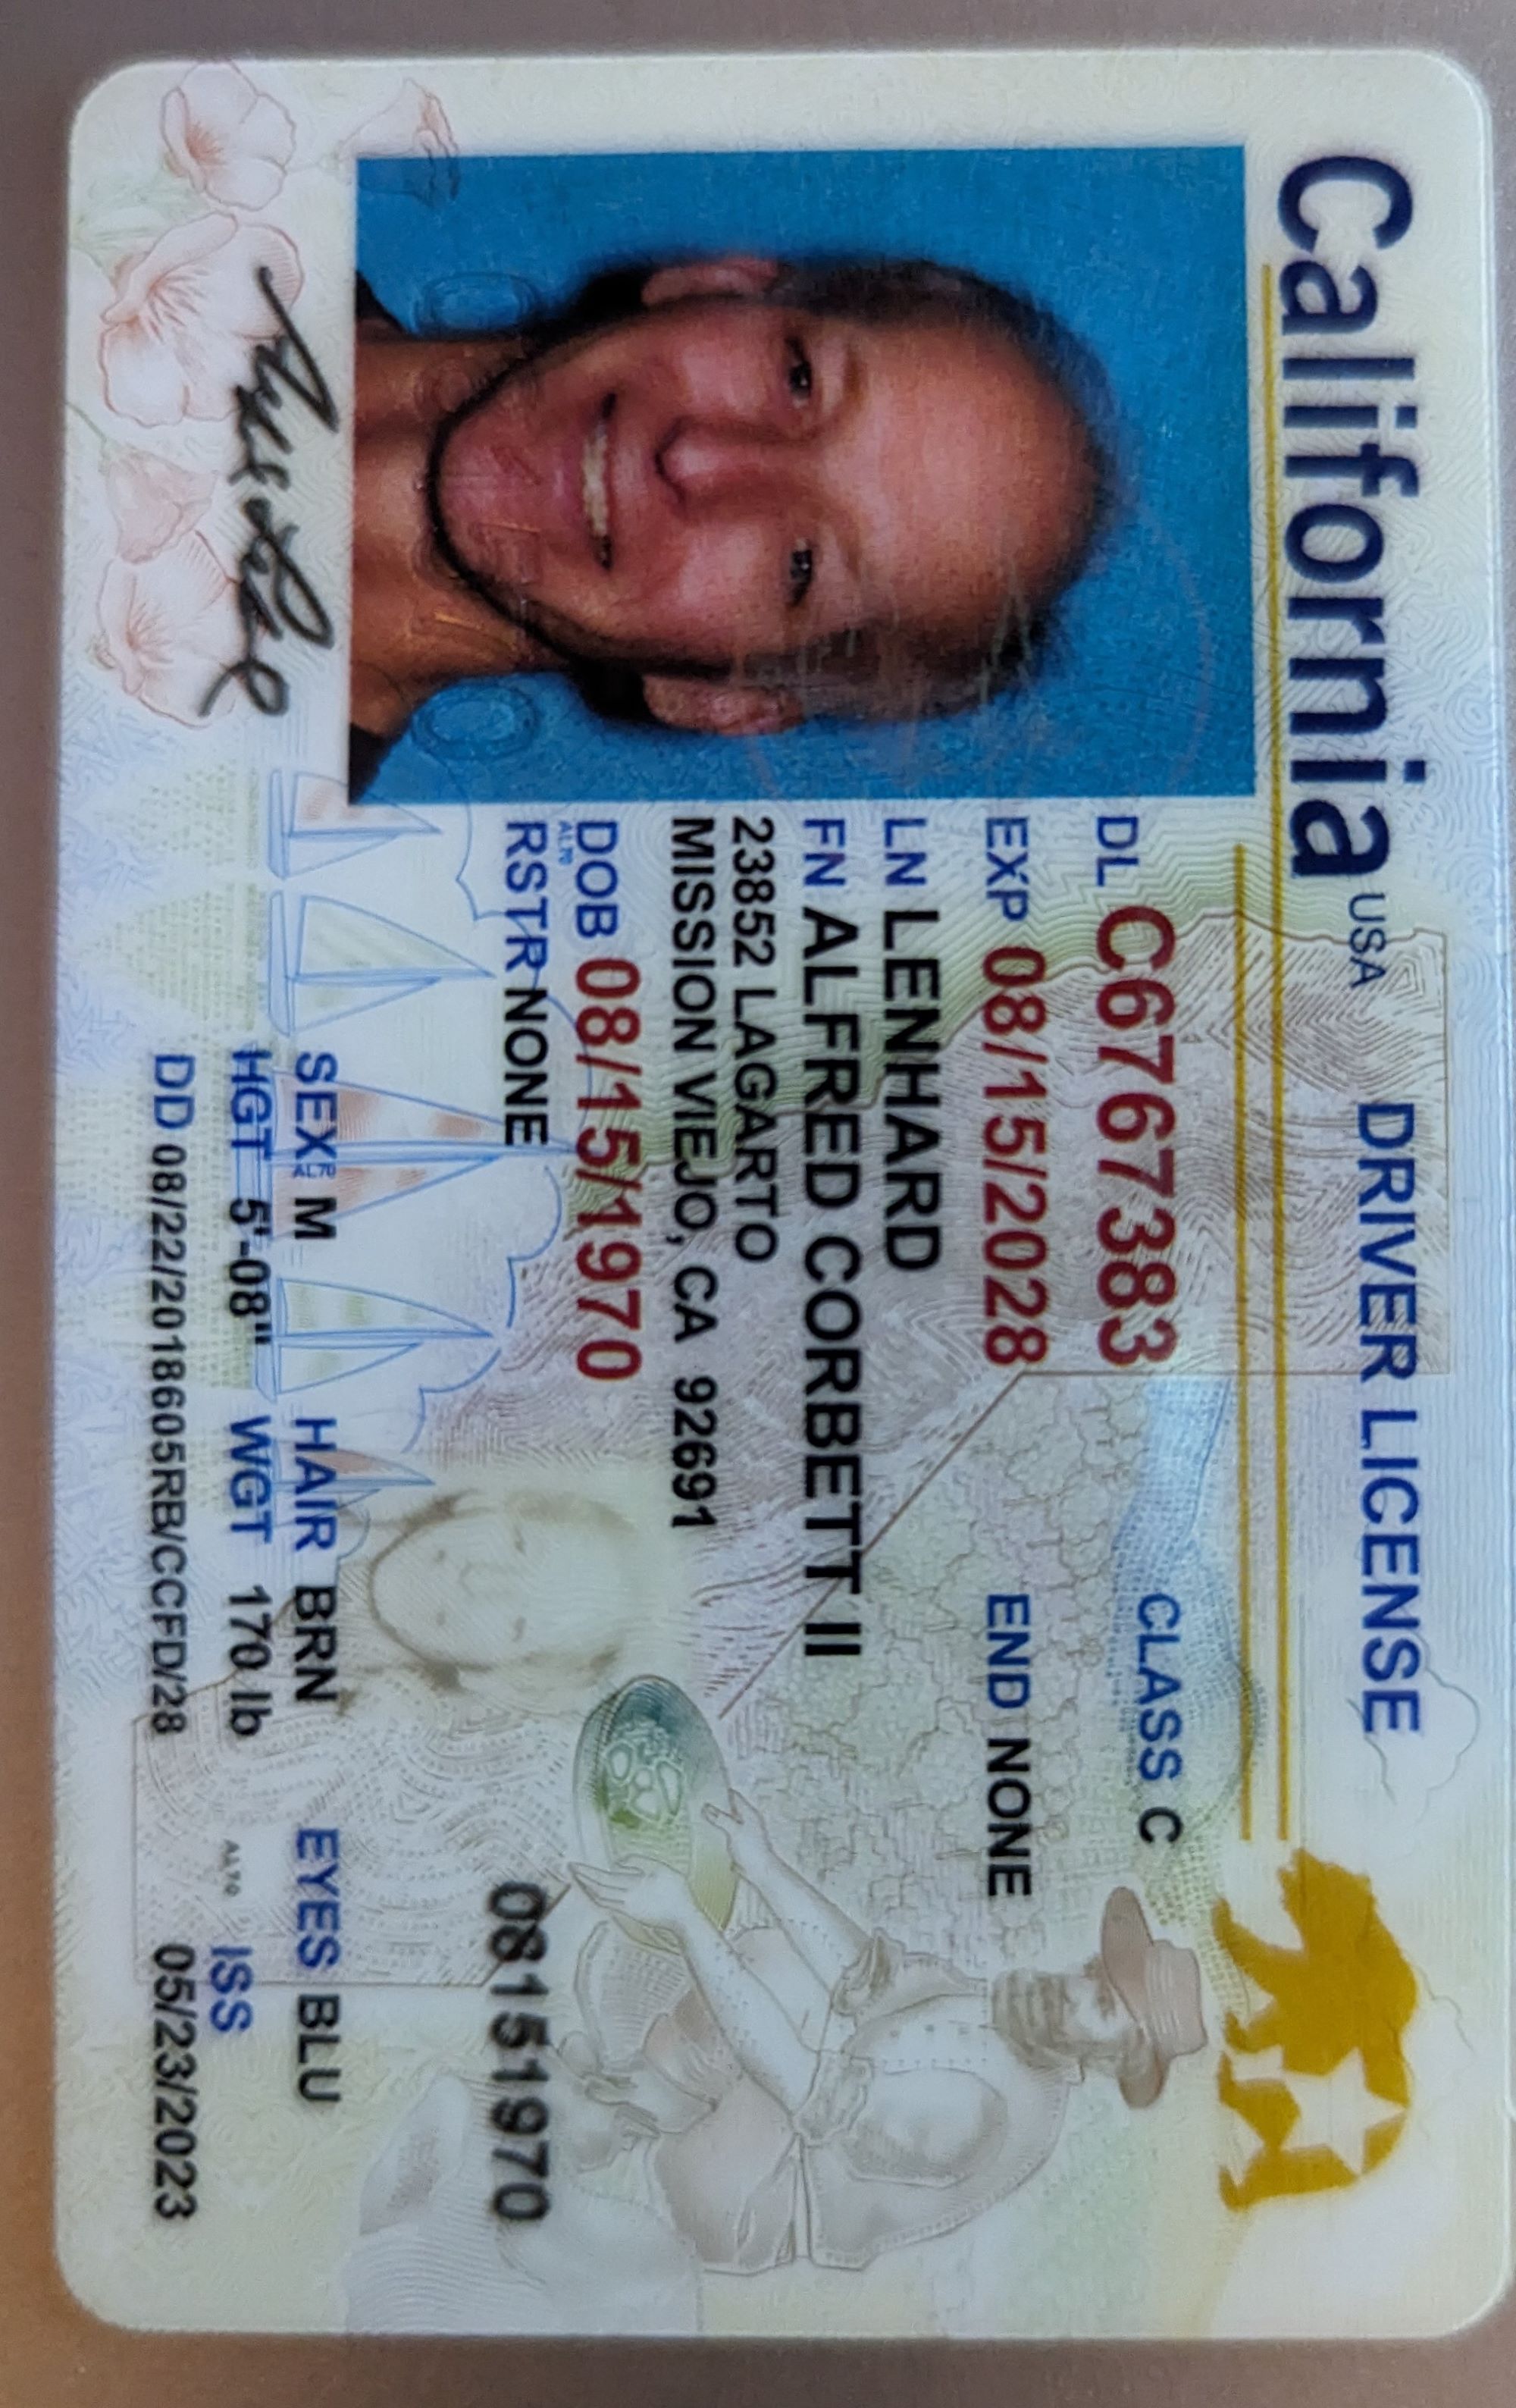 California USA DRIVER LICENSE
DL C6767383 CLASS C
EXP 08/15/2028 END NONE
LN LENHARD
FN ALFRED CORBETT II
23852 LAGARTO
MISSION VIEJO, CA 92691
DOB 08/15/1970
RSTR NONE 08151970
SEX M HAIR BRN EYES BLU
HGT 5'-08" WGT 170 lb ISS
DD 08/22/2018605RB/CCFD/28 05/23/2023